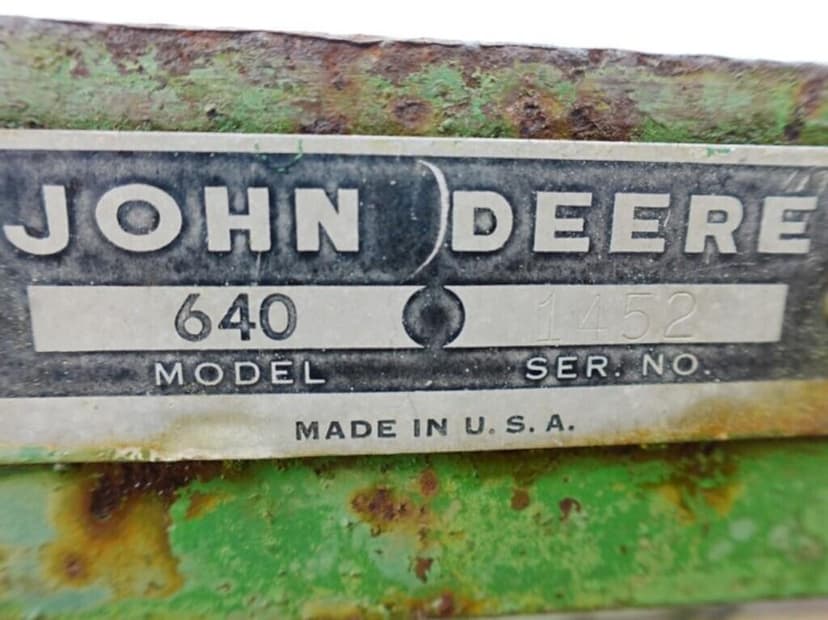 JOHN DEERE
640 1452
MODEL SER. NO.
MADE IN U. S. A.